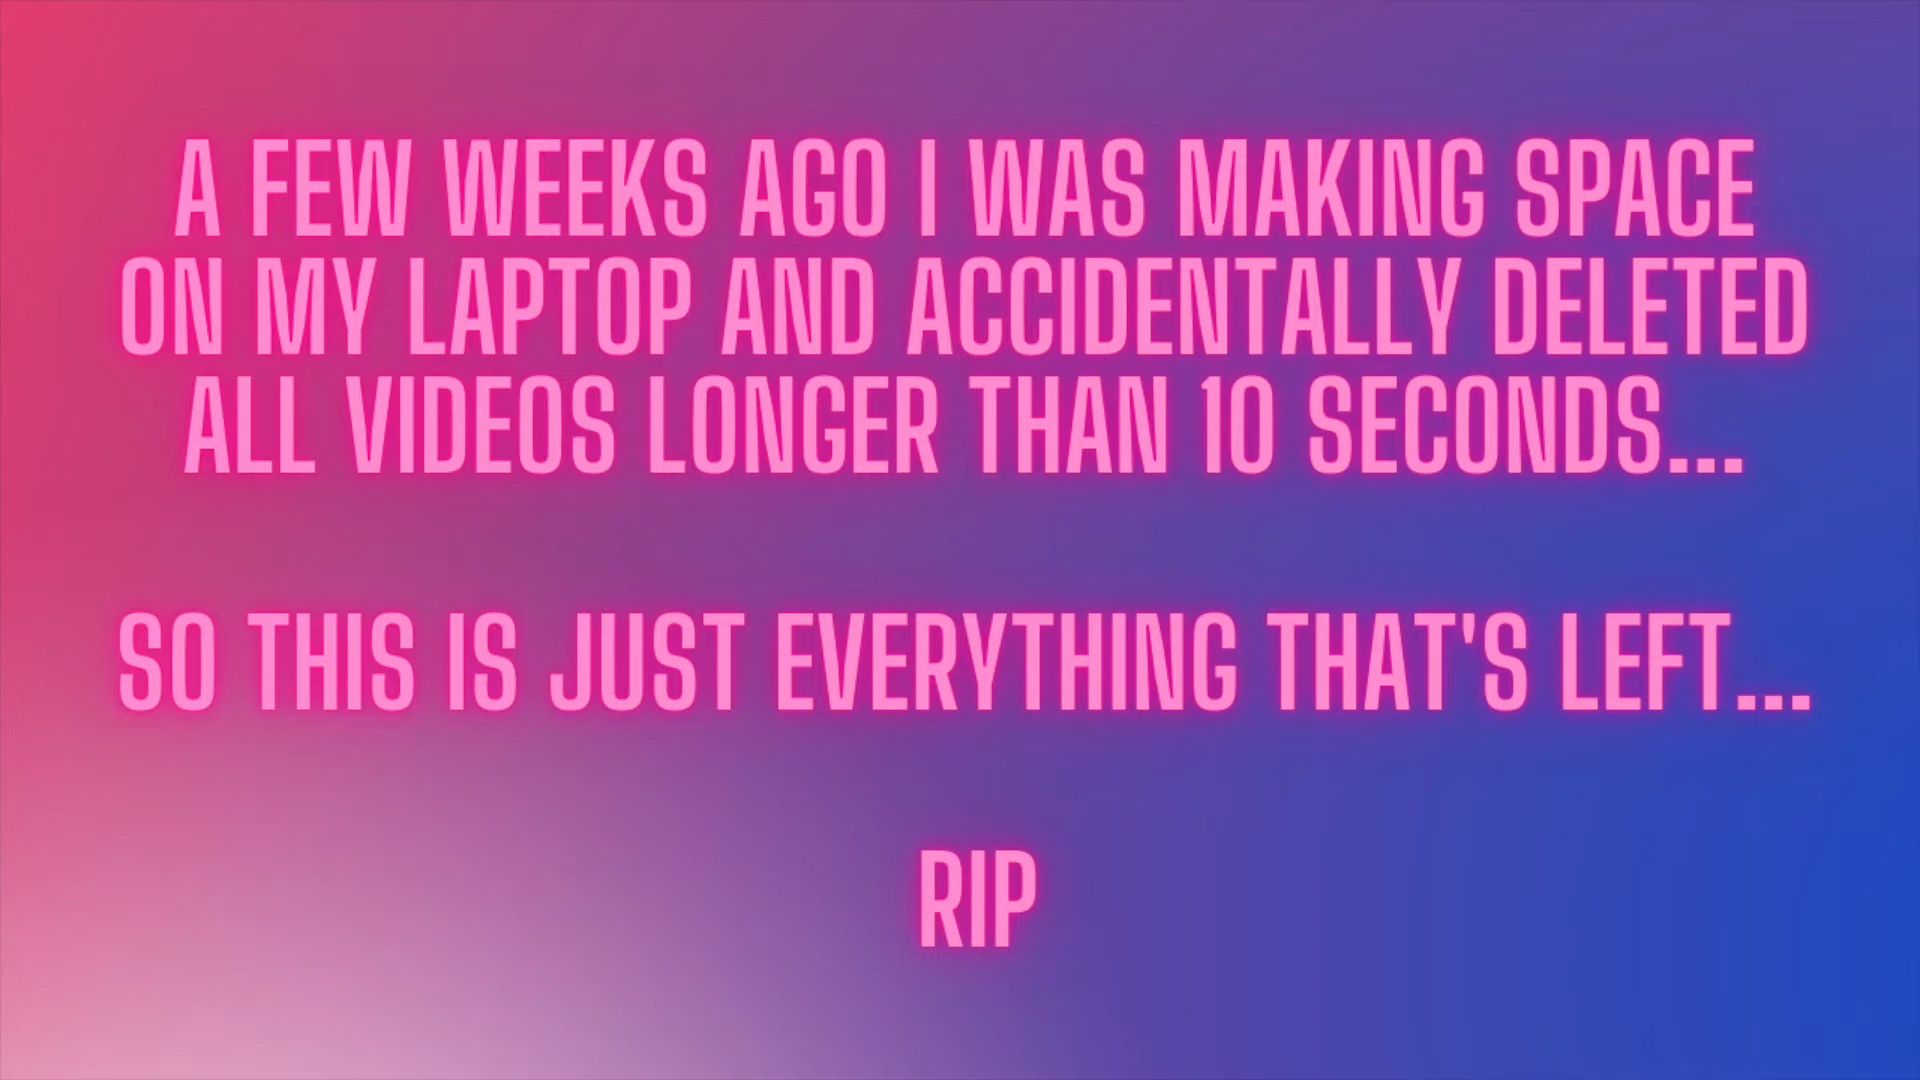 A FEW WEEKS AGO I WAS MAKING SPACE
ON MY LAPTOP AND ACCIDENTALLY DELETED
ALL VIDEOS LONGER THAN 10 SECONDS...
SO THIS IS JUST EVERYTHING THAT'S LEFT...
RIP